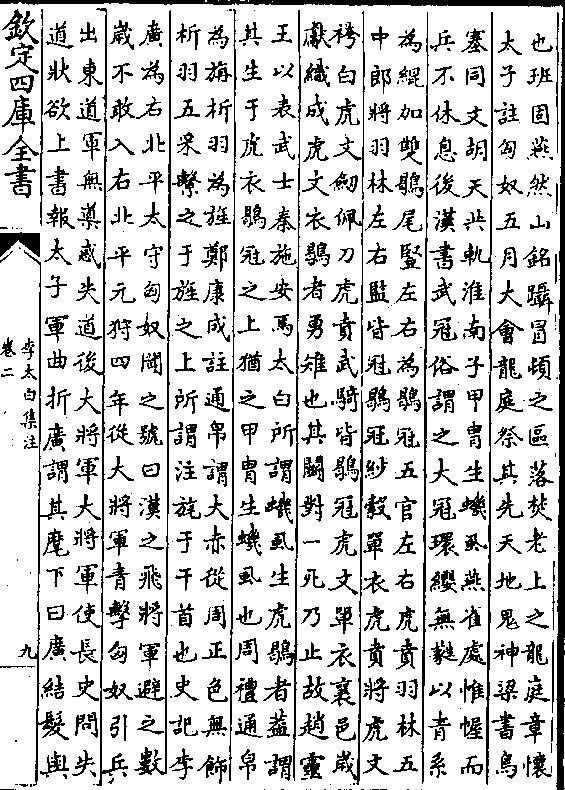 也班固燕然山銘躡冒頓之區落焚老上之龍庭章懷
太子註匈奴五月大會龍庭祭其先天地鬼神梁書烏
塞同文胡天共軌淮南子甲胄生蟣虱燕雀處帷幄而
兵不休息後漢書武冠俗謂之大冠環纓無蕤以青系
為緄加雙鶡尾豎左右為鶡冠五官左右虎賁羽林五
中郎將羽林左右監皆冠鶡冠紗縠單衣虎賁將虎文
袴白虎文劒佩刀虎賁武騎皆鶡冠虎文單衣襄邑歲
獻織成虎文衣鶡者勇雉也其鬭對一死乃止故趙靈
王以表武士秦施安焉太白所謂蟣虱生虎鶡者蓋謂
其生于虎衣鶡冠之上猶之甲胄生蟣虱也周禮通帛
為旃析羽為旌鄭康成註通帛謂大赤從周正色無飾
析羽五采繫之于旌之上所謂注旄于干首也史記李
廣為右北平太守匈奴聞之號曰漢之飛將軍避之數
歲不敢入右北平元狩四年從大將軍青擊匈奴引兵
出東道軍無導惑失道後大將軍大將軍使長史問失
道狀欲上書報太子軍曲折廣謂其麾下曰廣結髮與
欽定四庫全書
李太白集注
卷二
九